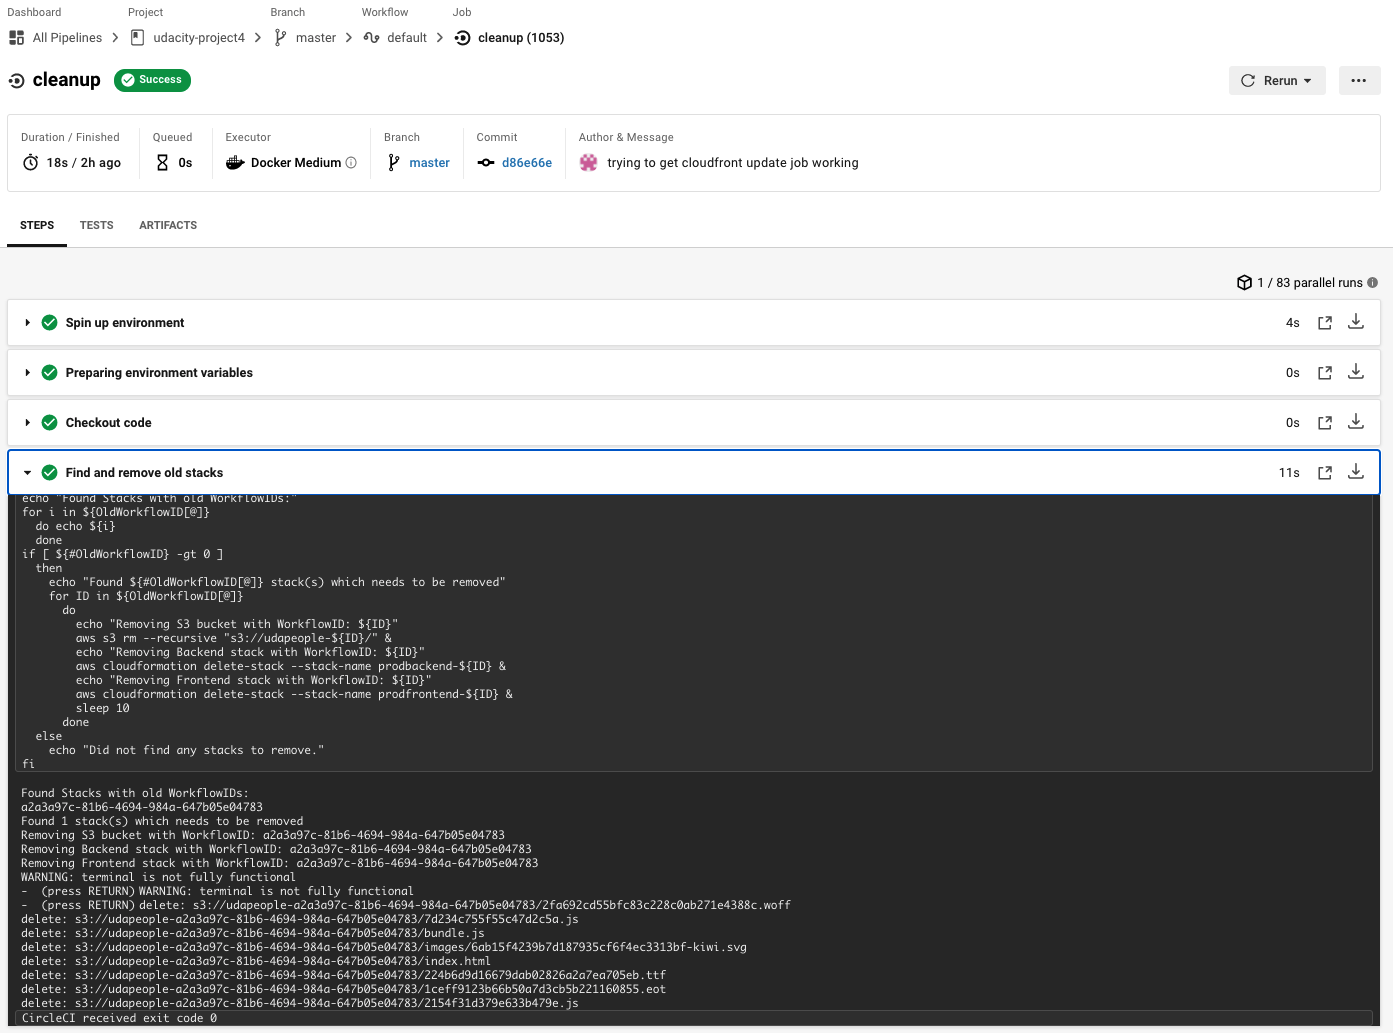 Dashboard Project Branch Workflow Job
All Pipelines udacity-project4 master default cleanup (1053)
cleanup Success Rerun ...
Duration / Finished Queued Executor Branch Commit Author & Message
18s / 2h ago 0s Docker Medium master d86e66e trying to get cloudfront update job working
STEPS TESTS ARTIFACTS
1 / 83 parallel runs
Spin up environment 4s
Preparing environment variables 0s
Checkout code 0s
Find and remove old stacks 11s
echo "Found Stacks with old WorkflowIDs:"
for i in ${OldWorkflowID[@]}
do echo ${i}
done
if [ ${#OldWorkflowID} -gt 0 ]
then
echo "Found ${#OldWorkflowID[@]} stack(s) which needs to be removed"
for ID in ${OldWorkflowID[@]}
do
echo "Removing S3 bucket with WorkflowID: ${ID}"
aws s3 rm --recursive "s3://udapeople-${ID}/" &
echo "Removing Backend stack with WorkflowID: ${ID}"
aws cloudformation delete-stack --stack-name prodbackend-${ID} &
echo "Removing Frontend stack with WorkflowID: ${ID}"
aws cloudformation delete-stack --stack-name prodfrontend-${ID} &
sleep 10
done
else
echo "Did not find any stacks to remove."
fi
Found Stacks with old WorkflowIDs:
a2a3a97c-81b6-4694-984a-647b05e04783
Found 1 stack(s) which needs to be removed
Removing S3 bucket with WorkflowID: a2a3a97c-81b6-4694-984a-647b05e04783
Removing Backend stack with WorkflowID: a2a3a97c-81b6-4694-984a-647b05e04783
Removing Frontend stack with WorkflowID: a2a3a97c-81b6-4694-984a-647b05e04783
WARNING: terminal is not fully functional
- (press RETURN) WARNING: terminal is not fully functional
- (press RETURN) delete: s3://udapeople-a2a3a97c-81b6-4694-984a-647b05e04783/2fa692cd55bfc83c228c0ab271e4388c.woff
delete: s3://udapeople-a2a3a97c-81b6-4694-984a-647b05e04783/7d234c755f55c47d2c5a.js
delete: s3://udapeople-a2a3a97c-81b6-4694-984a-647b05e04783/bundle.js
delete: s3://udapeople-a2a3a97c-81b6-4694-984a-647b05e04783/images/6ab15f4239b7d187935cf6f4ec3313bf-kiwi.svg
delete: s3://udapeople-a2a3a97c-81b6-4694-984a-647b05e04783/index.html
delete: s3://udapeople-a2a3a97c-81b6-4694-984a-647b05e04783/224b6d9d16679dab02826a2a7ea705eb.ttf
delete: s3://udapeople-a2a3a97c-81b6-4694-984a-647b05e04783/1ceff9123b66b50a7d3cb5b221160855.eot
delete: s3://udapeople-a2a3a97c-81b6-4694-984a-647b05e04783/2154f31d379e633b479e.js
CircleCI received exit code 0